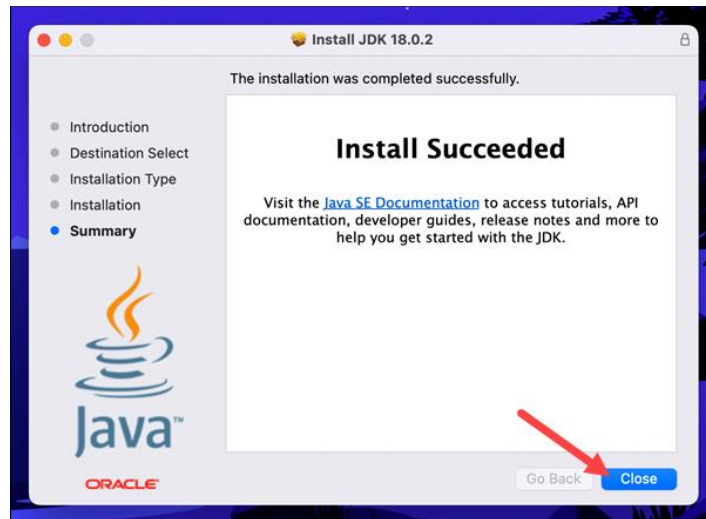 Install JDK 18.0.2
The installation was completed successfully.
Introduction
Destination Select
Installation Type
Installation
Summary
Install Succeeded
Visit the Java SE Documentation to access tutorials, API
documentation, developer guides, release notes and more to
help you get started with the JDK.
Java™
ORACLE®
Go Back
Close